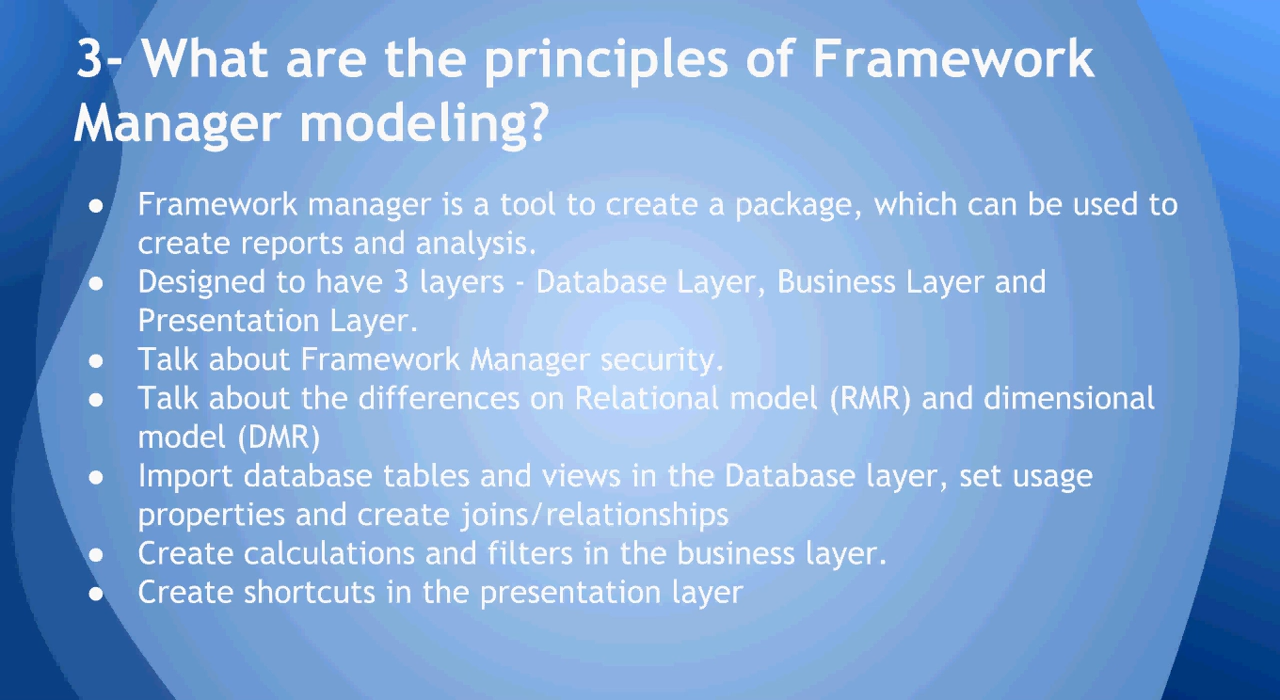 3- What are the principles of Framework
Manager modeling?
● Framework manager is a tool to create a package, which can be used to
create reports and analysis.
● Designed to have 3 layers - Database Layer, Business Layer and
Presentation Layer.
● Talk about Framework Manager security.
● Talk about the differences on Relational model (RMR) and dimensional
model (DMR)
● Import database tables and views in the Database layer, set usage
properties and create joins/relationships
● Create calculations and filters in the business layer.
● Create shortcuts in the presentation layer